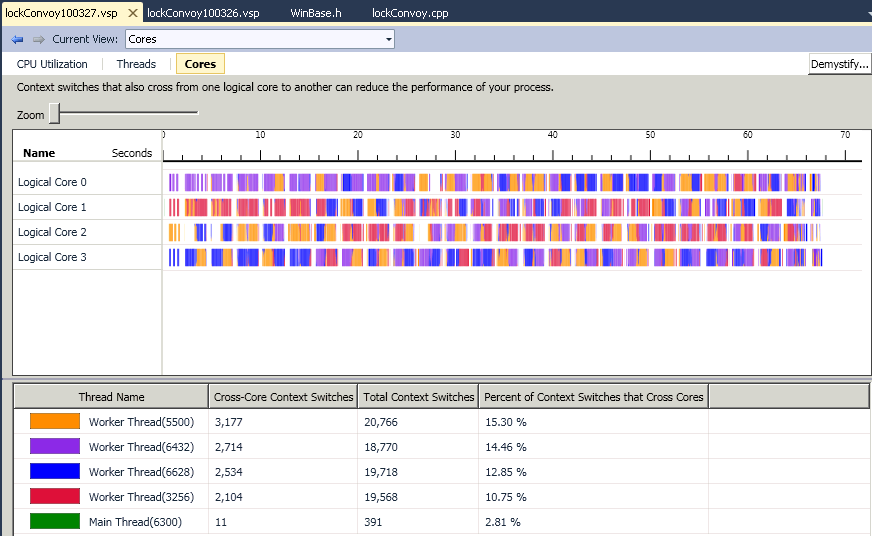 lockConvoy100327.vsp lockConvoy100326.vsp WinBase.h lockConvoy.cpp
Current View: Cores
CPU Utilization Threads Cores Demystify...
Context switches that also cross from one logical core to another can reduce the performance of your process.
Zoom
0 10 20 30 40 50 60 70
Name Seconds
Logical Core 0
Logical Core 1
Logical Core 2
Logical Core 3
Thread Name Cross-Core Context Switches Total Context Switches Percent of Context Switches that Cross Cores
Worker Thread(5500) 3,177 20,766 15.30 %
Worker Thread(6432) 2,714 18,770 14.46 %
Worker Thread(6628) 2,534 19,718 12.85 %
Worker Thread(3256) 2,104 19,568 10.75 %
Main Thread(6300) 11 391 2.81 %